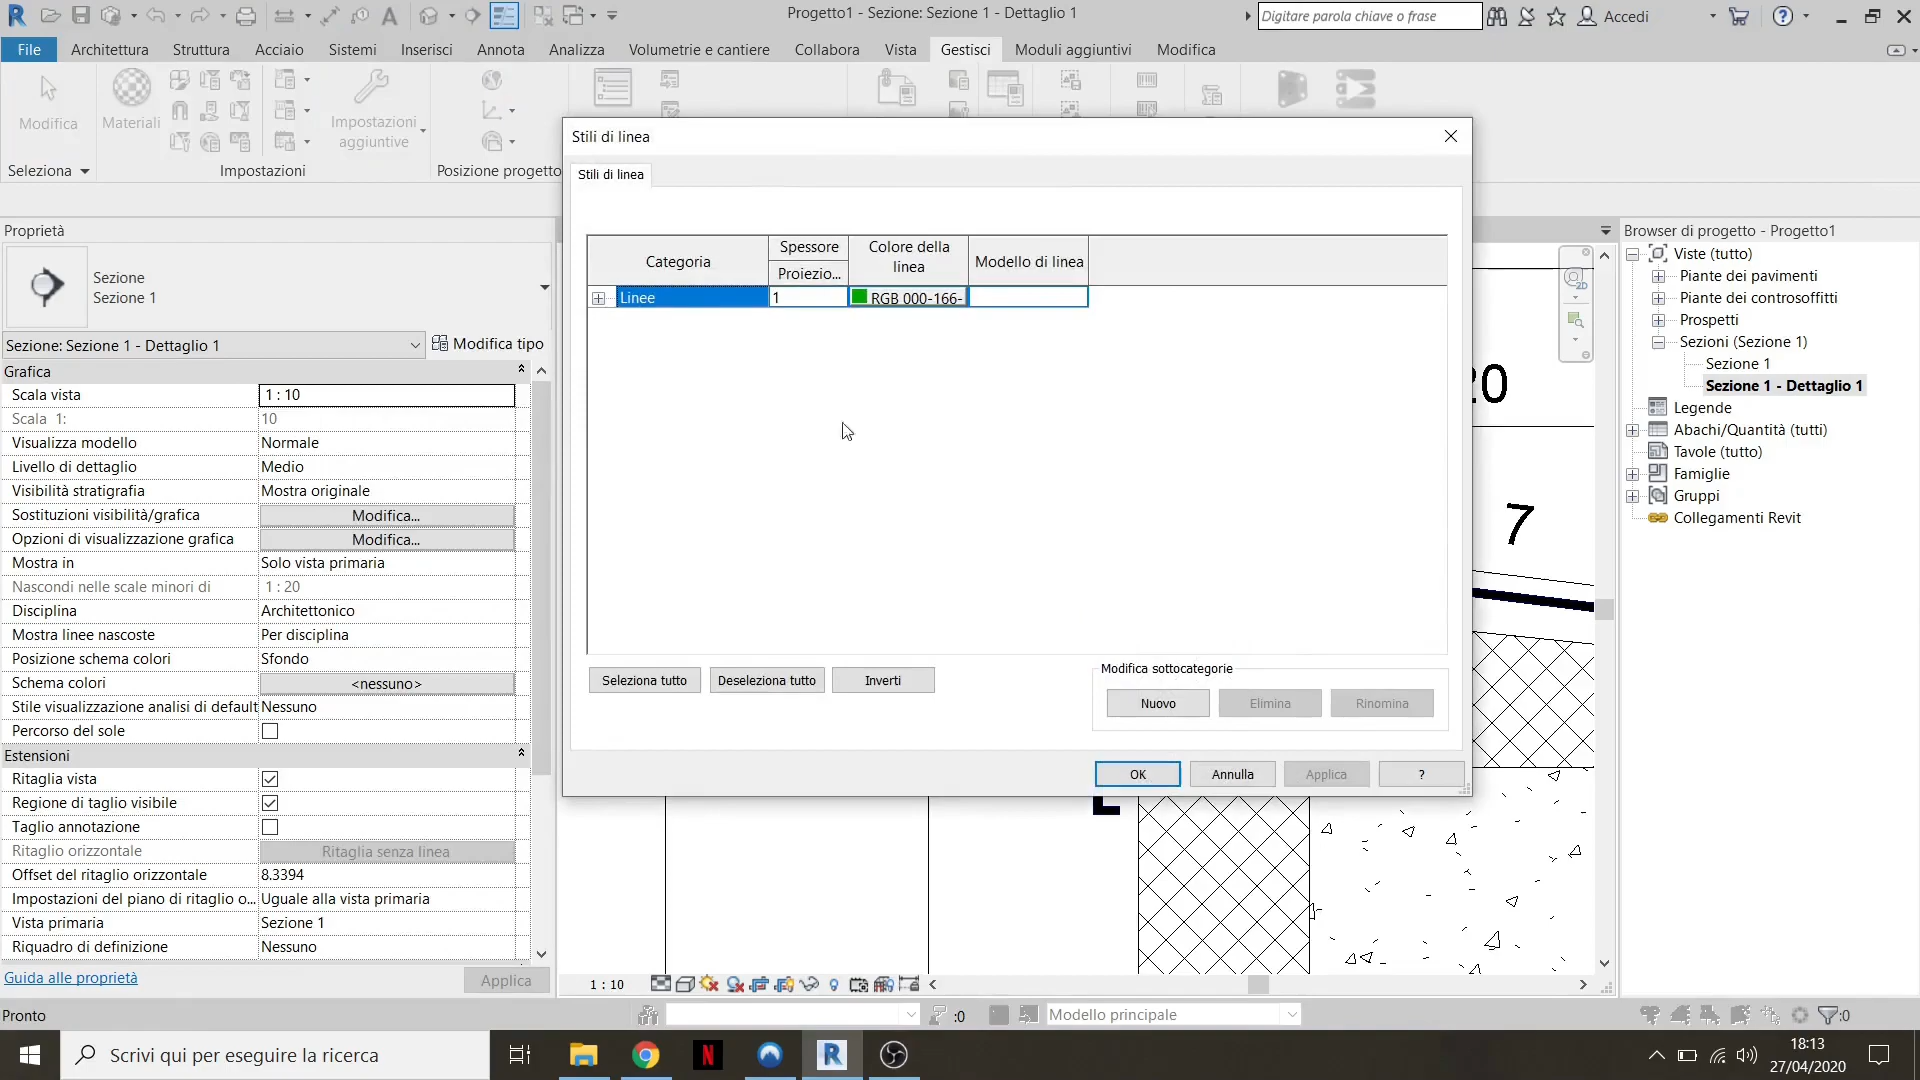 Progetto1 - Sezione: Sezione 1 - Dettaglio 1
Digitare parola chiave o frase
Accedi
File
Architettura
Struttura
Acciaio
Sistemi
Inserisci
Annota
Analizza
Volumetrie e cantiere
Collabora
Vista
Gestisci
Moduli aggiuntivi
Modifica
Modifica
Materiali
Impostazioni
aggiuntive
Seleziona
Impostazioni
Posizione progetto
Stili di linea
Stili di linea
Categoria
Spessore
Proiezio...
Colore della
linea
Modello di linea
Linee
1
RGB 000-166-
Seleziona tutto
Deseleziona tutto
Inverti
Modifica sottocategorie
Nuovo
Elimina
Rinomina
OK
Annulla
Applica
?
Proprietà
Sezione
Sezione 1
Sezione: Sezione 1 - Dettaglio 1
Modifica tipo
Grafica
Scala vista
1 : 10
Scala 1:
10
Visualizza modello
Normale
Livello di dettaglio
Medio
Visibilità stratigrafia
Mostra originale
Sostituzioni visibilità/grafica
Modifica...
Opzioni di visualizzazione grafica
Modifica...
Mostra in
Solo vista primaria
Nascondi nelle scale minori di
1 : 20
Disciplina
Architettonico
Mostra linee nascoste
Per disciplina
Posizione schema colori
Sfondo
Schema colori
<nessuno>
Stile visualizzazione analisi di default
Nessuno
Percorso del sole
Estensioni
Ritaglia vista
Regione di taglio visibile
Taglio annotazione
Ritaglio orizzontale
Ritaglia senza linea
Offset del ritaglio orizzontale
8.3394
Impostazioni del piano di ritaglio o...
Uguale alla vista primaria
Vista primaria
Sezione 1
Riquadro di definizione
Nessuno
Guida alle proprietà
Applica
Browser di progetto - Progetto1
Viste (tutto)
Piante dei pavimenti
Piante dei controsoffitti
Prospetti
Sezioni (Sezione 1)
Sezione 1
Sezione 1 - Dettaglio 1
Legende
Abachi/Quantità (tutti)
Tavole (tutto)
Famiglie
Gruppi
Collegamenti Revit
2D
20
7
1 : 10
Pronto
:0
Modello principale
:0
Scrivi qui per eseguire la ricerca
18:13
27/04/2020